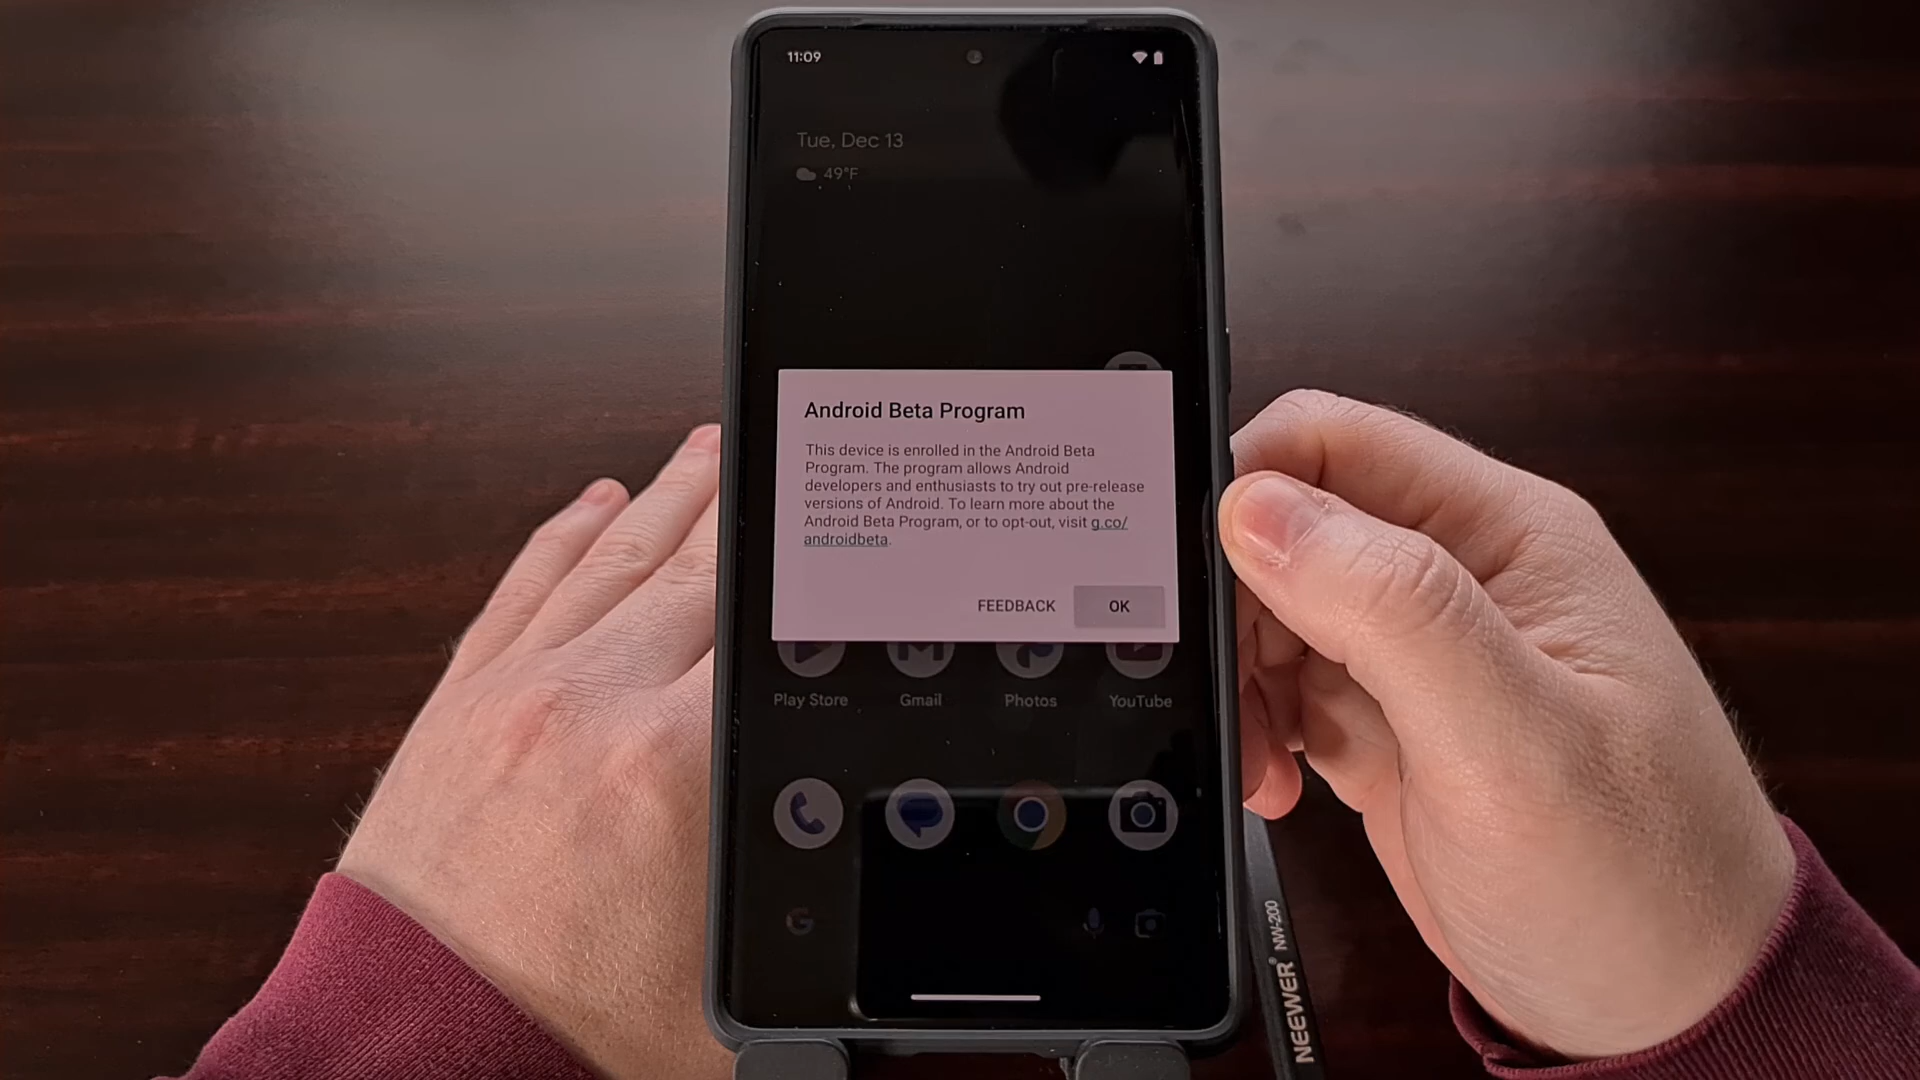 11:09
Tue, Dec 13
49°F
Android Beta Program
This device is enrolled in the Android Beta
Program. The program allows Android
developers and enthusiasts to try out pre-release
versions of Android. To learn more about the
Android Beta Program, or to opt-out, visit g.co/
androidbeta.
FEEDBACK OK
Play Store Gmail Photos YouTube
G
NEEWER® NW-200